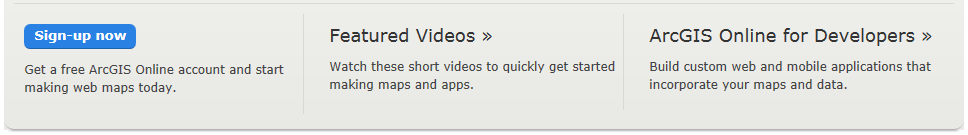 Sign-up now
Get a free ArcGIS Online account and start
making web maps today.
Featured Videos »
Watch these short videos to quickly get started
making maps and apps.
ArcGIS Online for Developers »
Build custom web and mobile applications that
incorporate your maps and data.